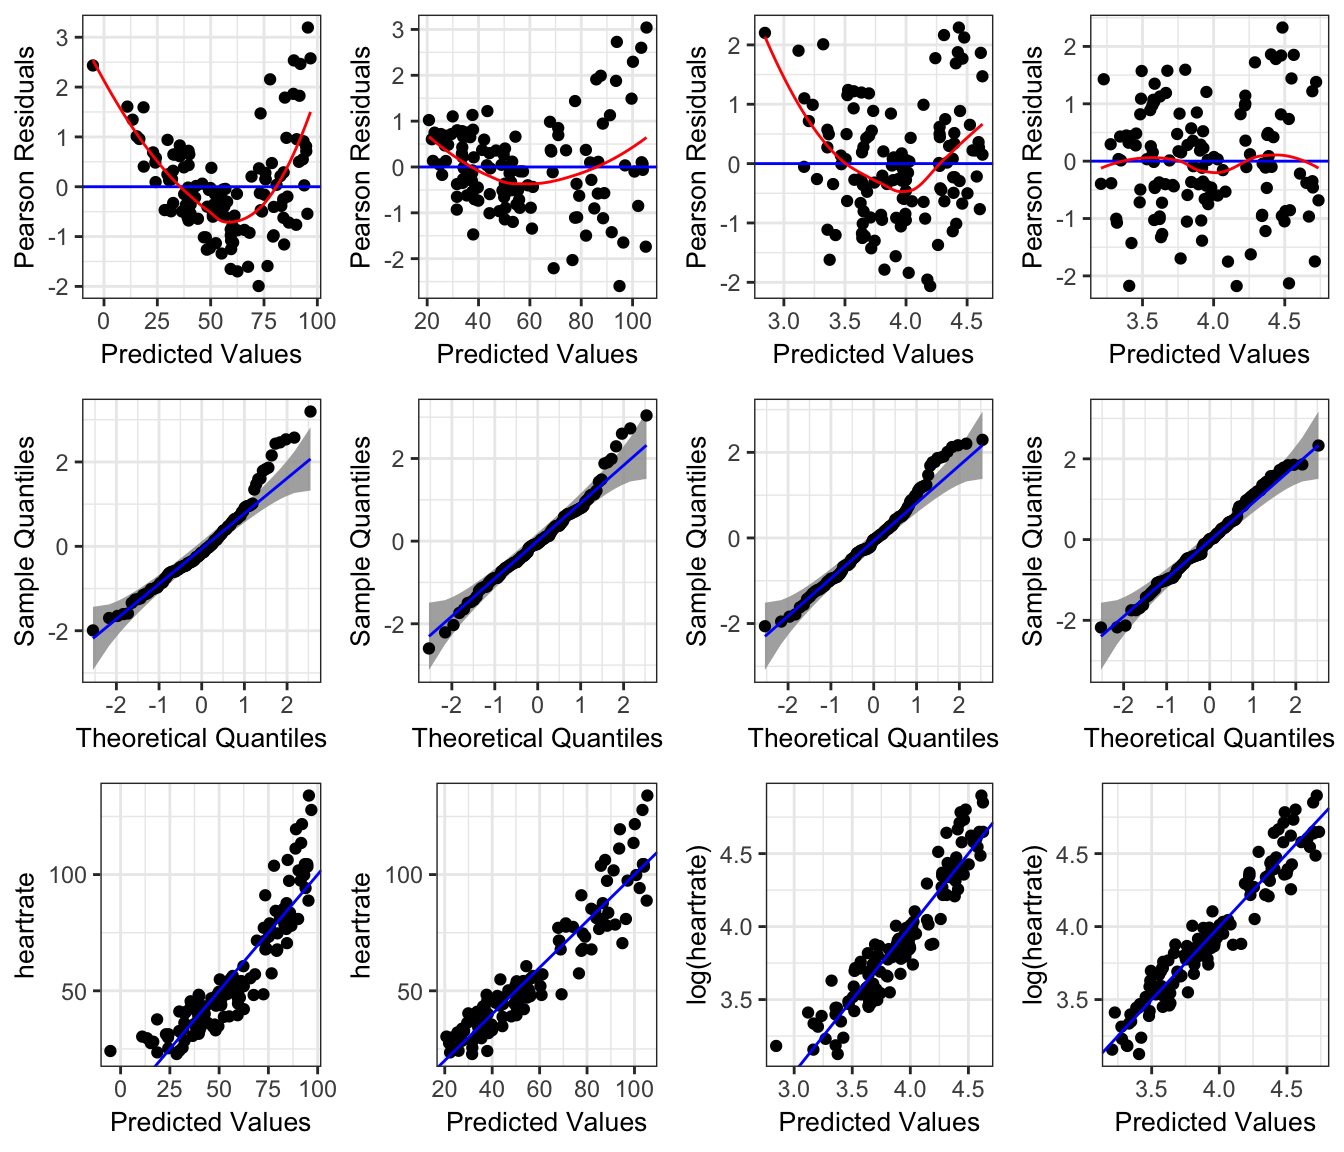 3
2
1
0
-1
-2
Pearson Residuals
0 25 50 75 100
Predicted Values
3
2
1
0
-1
-2
Pearson Residuals
20 40 60 80 100
Predicted Values
2
1
0
-1
-2
Pearson Residuals
3.0 3.5 4.0 4.5
Predicted Values
2
1
0
-1
-2
Pearson Residuals
3.5 4.0 4.5
Predicted Values
2
0
-2
Sample Quantiles
-2 -1 0 1 2
Theoretical Quantiles
2
0
-2
Sample Quantiles
-2 -1 0 1 2
Theoretical Quantiles
2
0
-2
Sample Quantiles
-2 -1 0 1 2
Theoretical Quantiles
2
0
-2
Sample Quantiles
-2 -1 0 1 2
Theoretical Quantiles
100
50
heartrate
0 25 50 75 100
Predicted Values
100
50
heartrate
20 40 60 80 100
Predicted Values
4.5
4.0
3.5
log(heartrate)
3.0 3.5 4.0 4.5
Predicted Values
4.5
4.0
3.5
log(heartrate)
3.5 4.0 4.5
Predicted Values